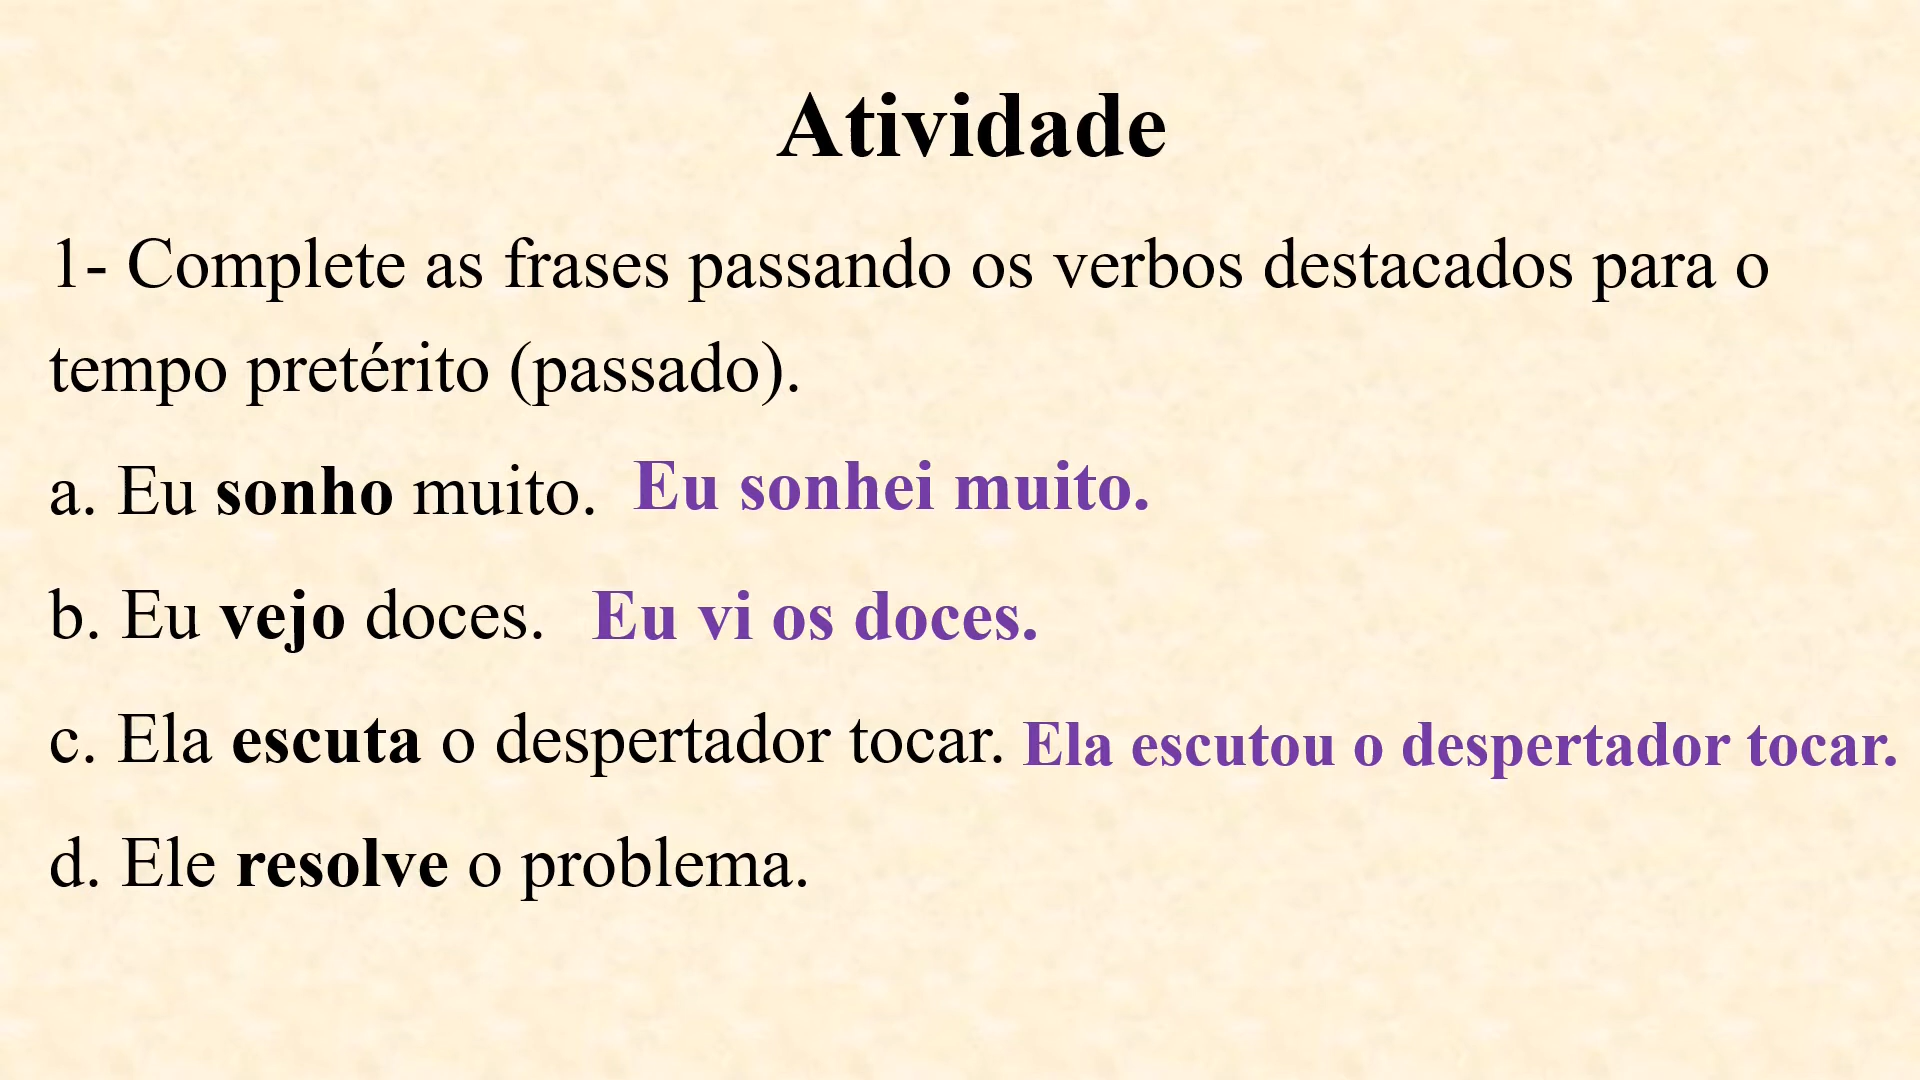 Atividade
1- Complete as frases passando os verbos destacados para o
tempo pretérito (passado).
a. Eu sonho muito. Eu sonhei muito.
b. Eu vejo doces. Eu vi os doces.
c. Ela escuta o despertador tocar. Ela escutou o despertador tocar.
d. Ele resolve o problema.